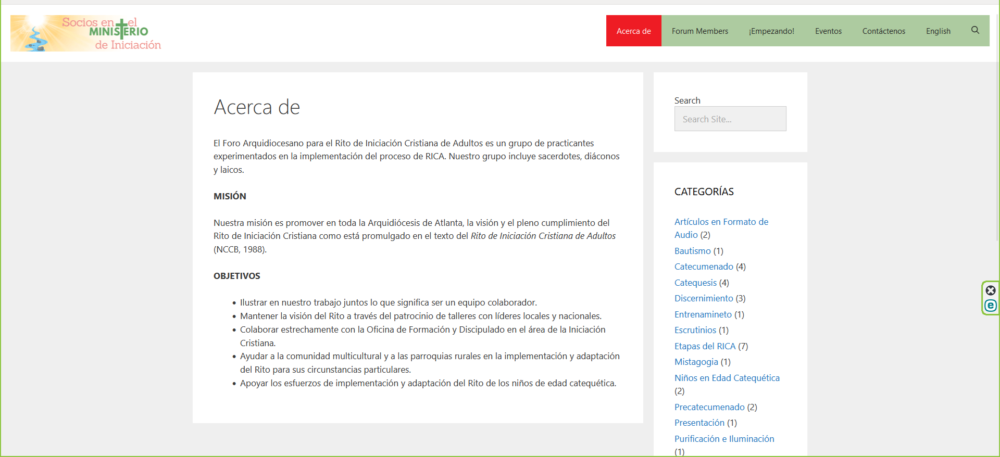 Socios en el
MINISTERIO
de Iniciación
Acerca de
Forum Members
¡Empezando!
Eventos
Contáctenos
English
Acerca de
El Foro Arquidiocesano para el Rito de Iniciación Cristiana de Adultos es un grupo de practicantes
experimentados en la implementación del proceso de RICA. Nuestro grupo incluye sacerdotes, diáconos
y laicos.
MISIÓN
Nuestra misión es promover en toda la Arquidiócesis de Atlanta, la visión y el pleno cumplimiento del
Rito de Iniciación Cristiana como está promulgado en el texto del Rito de Iniciación Cristiana de Adultos
(NCCB, 1988).
OBJETIVOS
• Ilustrar en nuestro trabajo juntos lo que significa ser un equipo colaborador.
• Mantener la visión del Rito a través del patrocinio de talleres con líderes locales y nacionales.
• Colaborar estrechamente con la Oficina de Formación y Discipulado en el área de la Iniciación
Cristiana.
• Ayudar a la comunidad multicultural y a las parroquias rurales en la implementación y adaptación
del Rito para sus circunstancias particulares.
• Apoyar los esfuerzos de implementación y adaptación del Rito de los niños de edad catequética.
Search
Search Site...
CATEGORÍAS
Artículos en Formato de
Audio (2)
Bautismo (1)
Catecumenado (4)
Catequesis (4)
Discernimiento (3)
Entrenamineto (1)
Escrutinios (1)
Etapas del RICA (7)
Mistagogia (1)
Niños en Edad Catequética
(2)
Precatecumenado (2)
Presentación (1)
Purificación e Iluminación
(1)
e